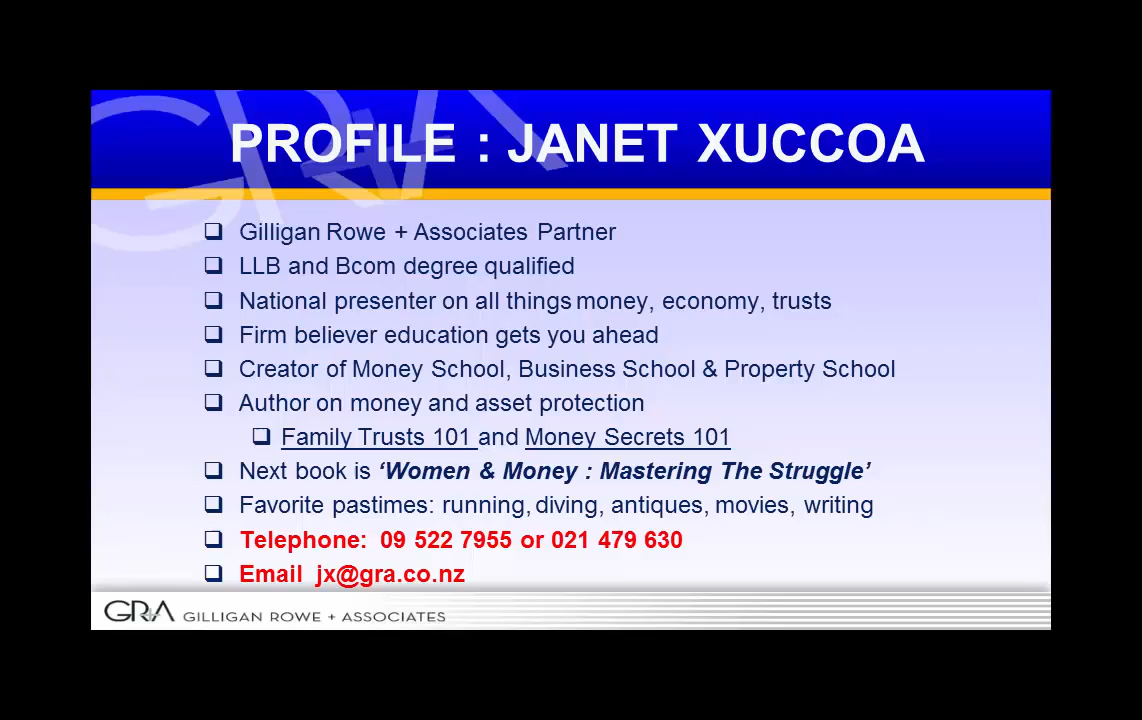 PROFILE : JANET XUCCOA
Gilligan Rowe + Associates Partner
LLB and Bcom degree qualified
National presenter on all things money, economy, trusts
Firm believer education gets you ahead
Creator of Money School, Business School & Property School
Author on money and asset protection
Family Trusts 101 and Money Secrets 101
Next book is ‘Women & Money : Mastering The Struggle’
Favorite pastimes: running, diving, antiques, movies, writing
Telephone: 09 522 7955 or 021 479 630
Email jx@gra.co.nz
GRA GILLIGAN ROWE + ASSOCIATES